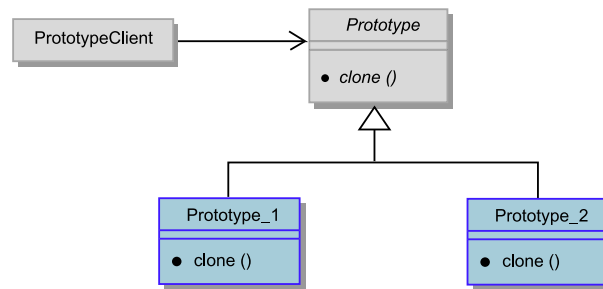 Prototype
PrototypeClient
● clone ()
Prototype_1
Prototype_2
● clone ()
● clone ()